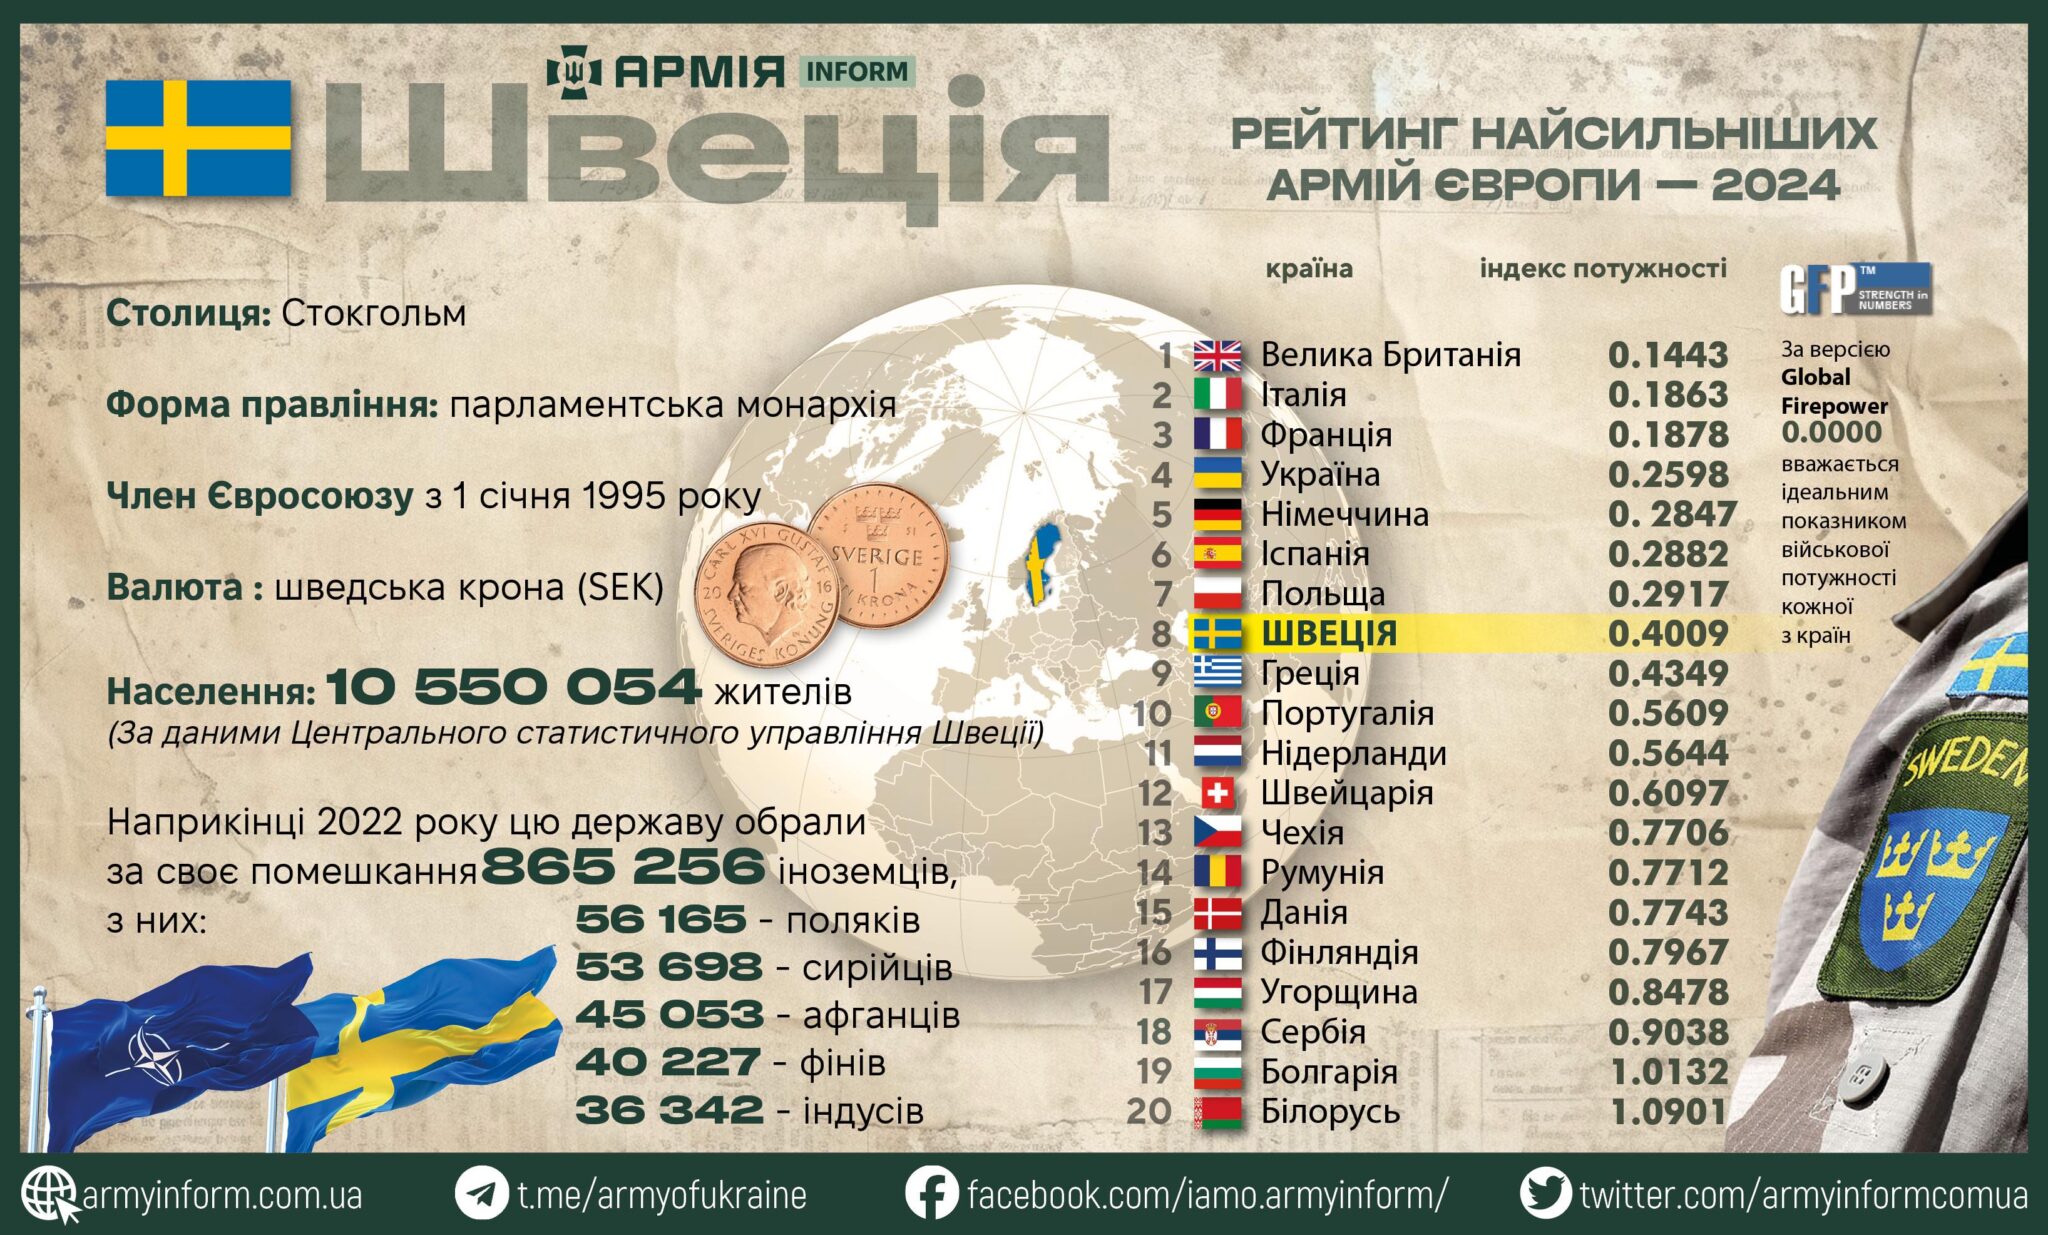 АРМІЯ INFORM
Швеція
РЕЙТИНГ НАЙСИЛЬНІШИХ
АРМІЙ ЄВРОПИ — 2024
країна індекс потужності
GFP TM
STRENGTH in
NUMBERS
Столиця: Стокгольм
Форма правління: парламентська монархія
Член Євросоюзу з 1 січня 1995 року
Валюта : шведська крона (SEK)
CARL XVI GUSTAF
20 16
SVERIGES KONUNG
SVERIGE
1
KRONA
Населення: 10 550 054 жителів
(За даними Центрального статистичного управління Швеції)
Наприкінці 2022 року цю державу обрали
за своє помешкання 865 256 іноземців,
з них:
56 165 - поляків
53 698 - сирійців
45 053 - афганців
40 227 - фінів
36 342 - індусів
1 Велика Британія 0.1443
2 Італія 0.1863
3 Франція 0.1878
4 Україна 0.2598
5 Німеччина 0. 2847
6 Іспанія 0.2882
7 Польща 0.2917
8 ШВЕЦІЯ 0.4009
9 Греція 0.4349
10 Португалія 0.5609
11 Нідерланди 0.5644
12 Швейцарія 0.6097
13 Чехія 0.7706
14 Румунія 0.7712
15 Данія 0.7743
16 Фінляндія 0.7967
17 Угорщина 0.8478
18 Сербія 0.9038
19 Болгарія 1.0132
20 Білорусь 1.0901
За версією
Global
Firepower
0.0000
вважається
ідеальним
показником
військової
потужності
кожної
з країн
SWEDEN
armyinform.com.ua
t.me/armyofukraine
facebook.com/iamo.armyinform/
twitter.com/armyinformcomua